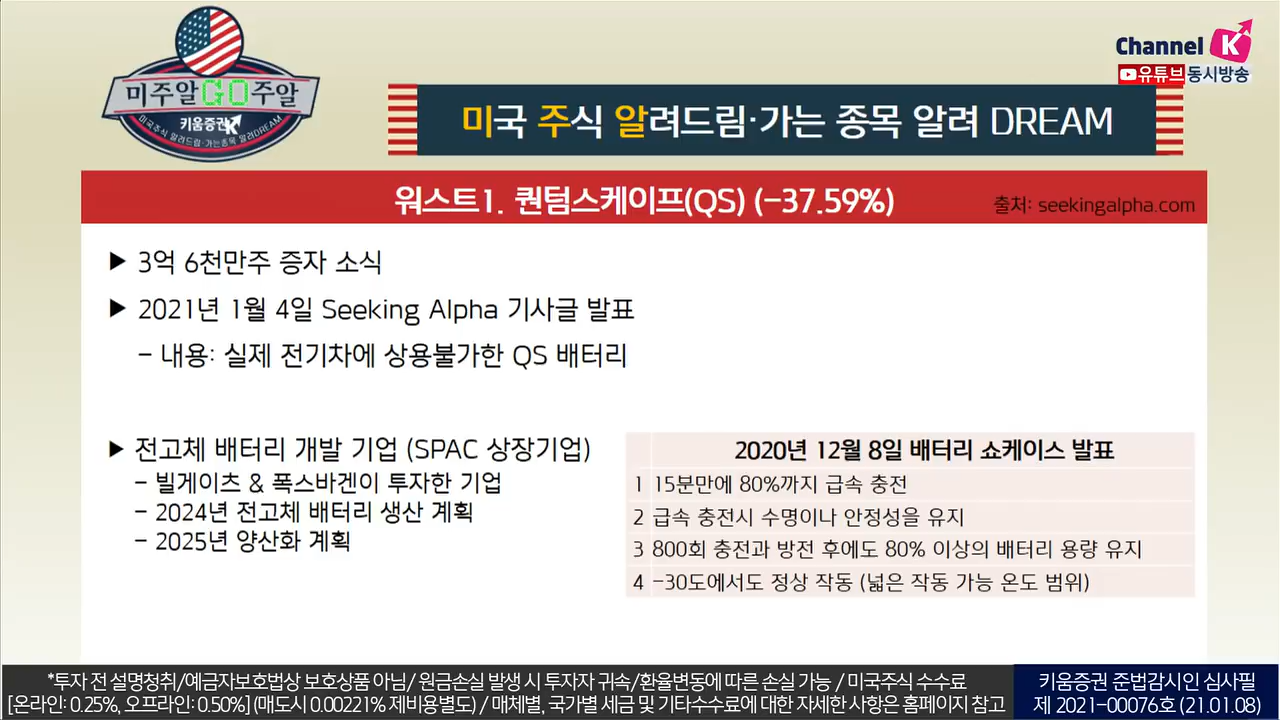 미주알GO주알
키움증권
미국주식 알려드림·가는종목 알려DREAM
Channel K
유튜브동시방송
미국 주식 알려드림·가는 종목 알려 DREAM
워스트1. 퀀텀스케이프(QS) (-37.59%)
출처: seekingalpha.com
▶ 3억 6천만주 증자 소식
▶ 2021년 1월 4일 Seeking Alpha 기사글 발표
- 내용: 실제 전기차에 상용불가한 QS 배터리
▶ 전고체 배터리 개발 기업 (SPAC 상장기업)
- 빌게이츠 & 폭스바겐이 투자한 기업
- 2024년 전고체 배터리 생산 계획
- 2025년 양산화 계획
2020년 12월 8일 배터리 쇼케이스 발표
1 15분만에 80%까지 급속 충전
2 급속 충전시 수명이나 안정성을 유지
3 800회 충전과 방전 후에도 80% 이상의 배터리 용량 유지
4 -30도에서도 정상 작동 (넓은 작동 가능 온도 범위)
*투자 전 설명청취/예금자보호법상 보호상품 아님/ 원금손실 발생 시 투자자 귀속/환율변동에 따른 손실 가능 / 미국주식 수수료
[온라인: 0.25%, 오프라인: 0.50%] (매도시 0.00221% 제비용별도) / 매체별, 국가별 세금 및 기타수수료에 대한 자세한 사항은 홈페이지 참고
키움증권 준법감시인 심사필
제 2021-00076호 (21.01.08)